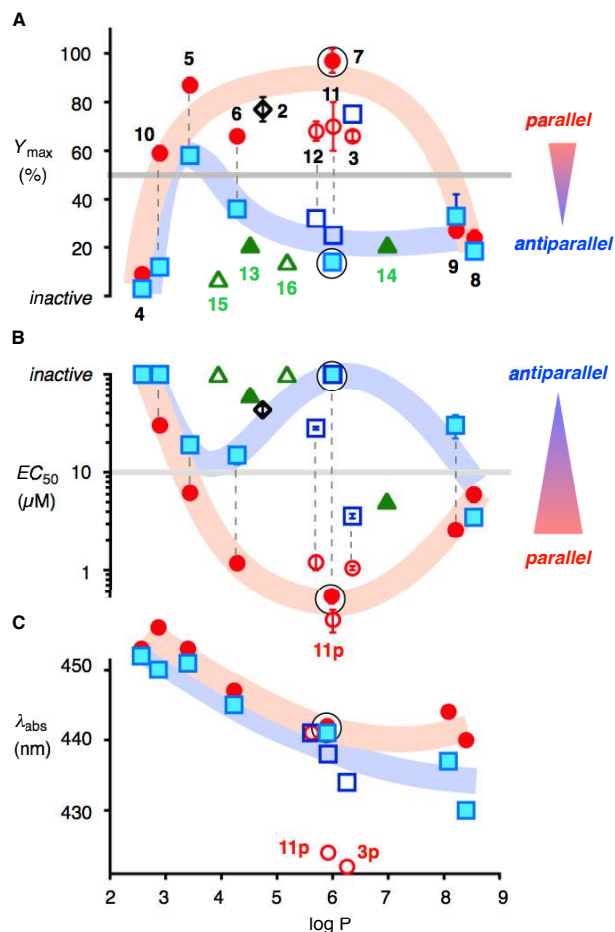 A
100
80
60
40
20
inactive
Ymax
(%)
5
7
10
6
2
11
12
3
4
15
13
16
14
9
8
parallel
antiparallel
B
inactive
10
1
EC50
(µM)
11p
antiparallel
parallel
C
450
440
430
λabs
(nm)
11p
3p
2 3 4 5 6 7 8 9
log P